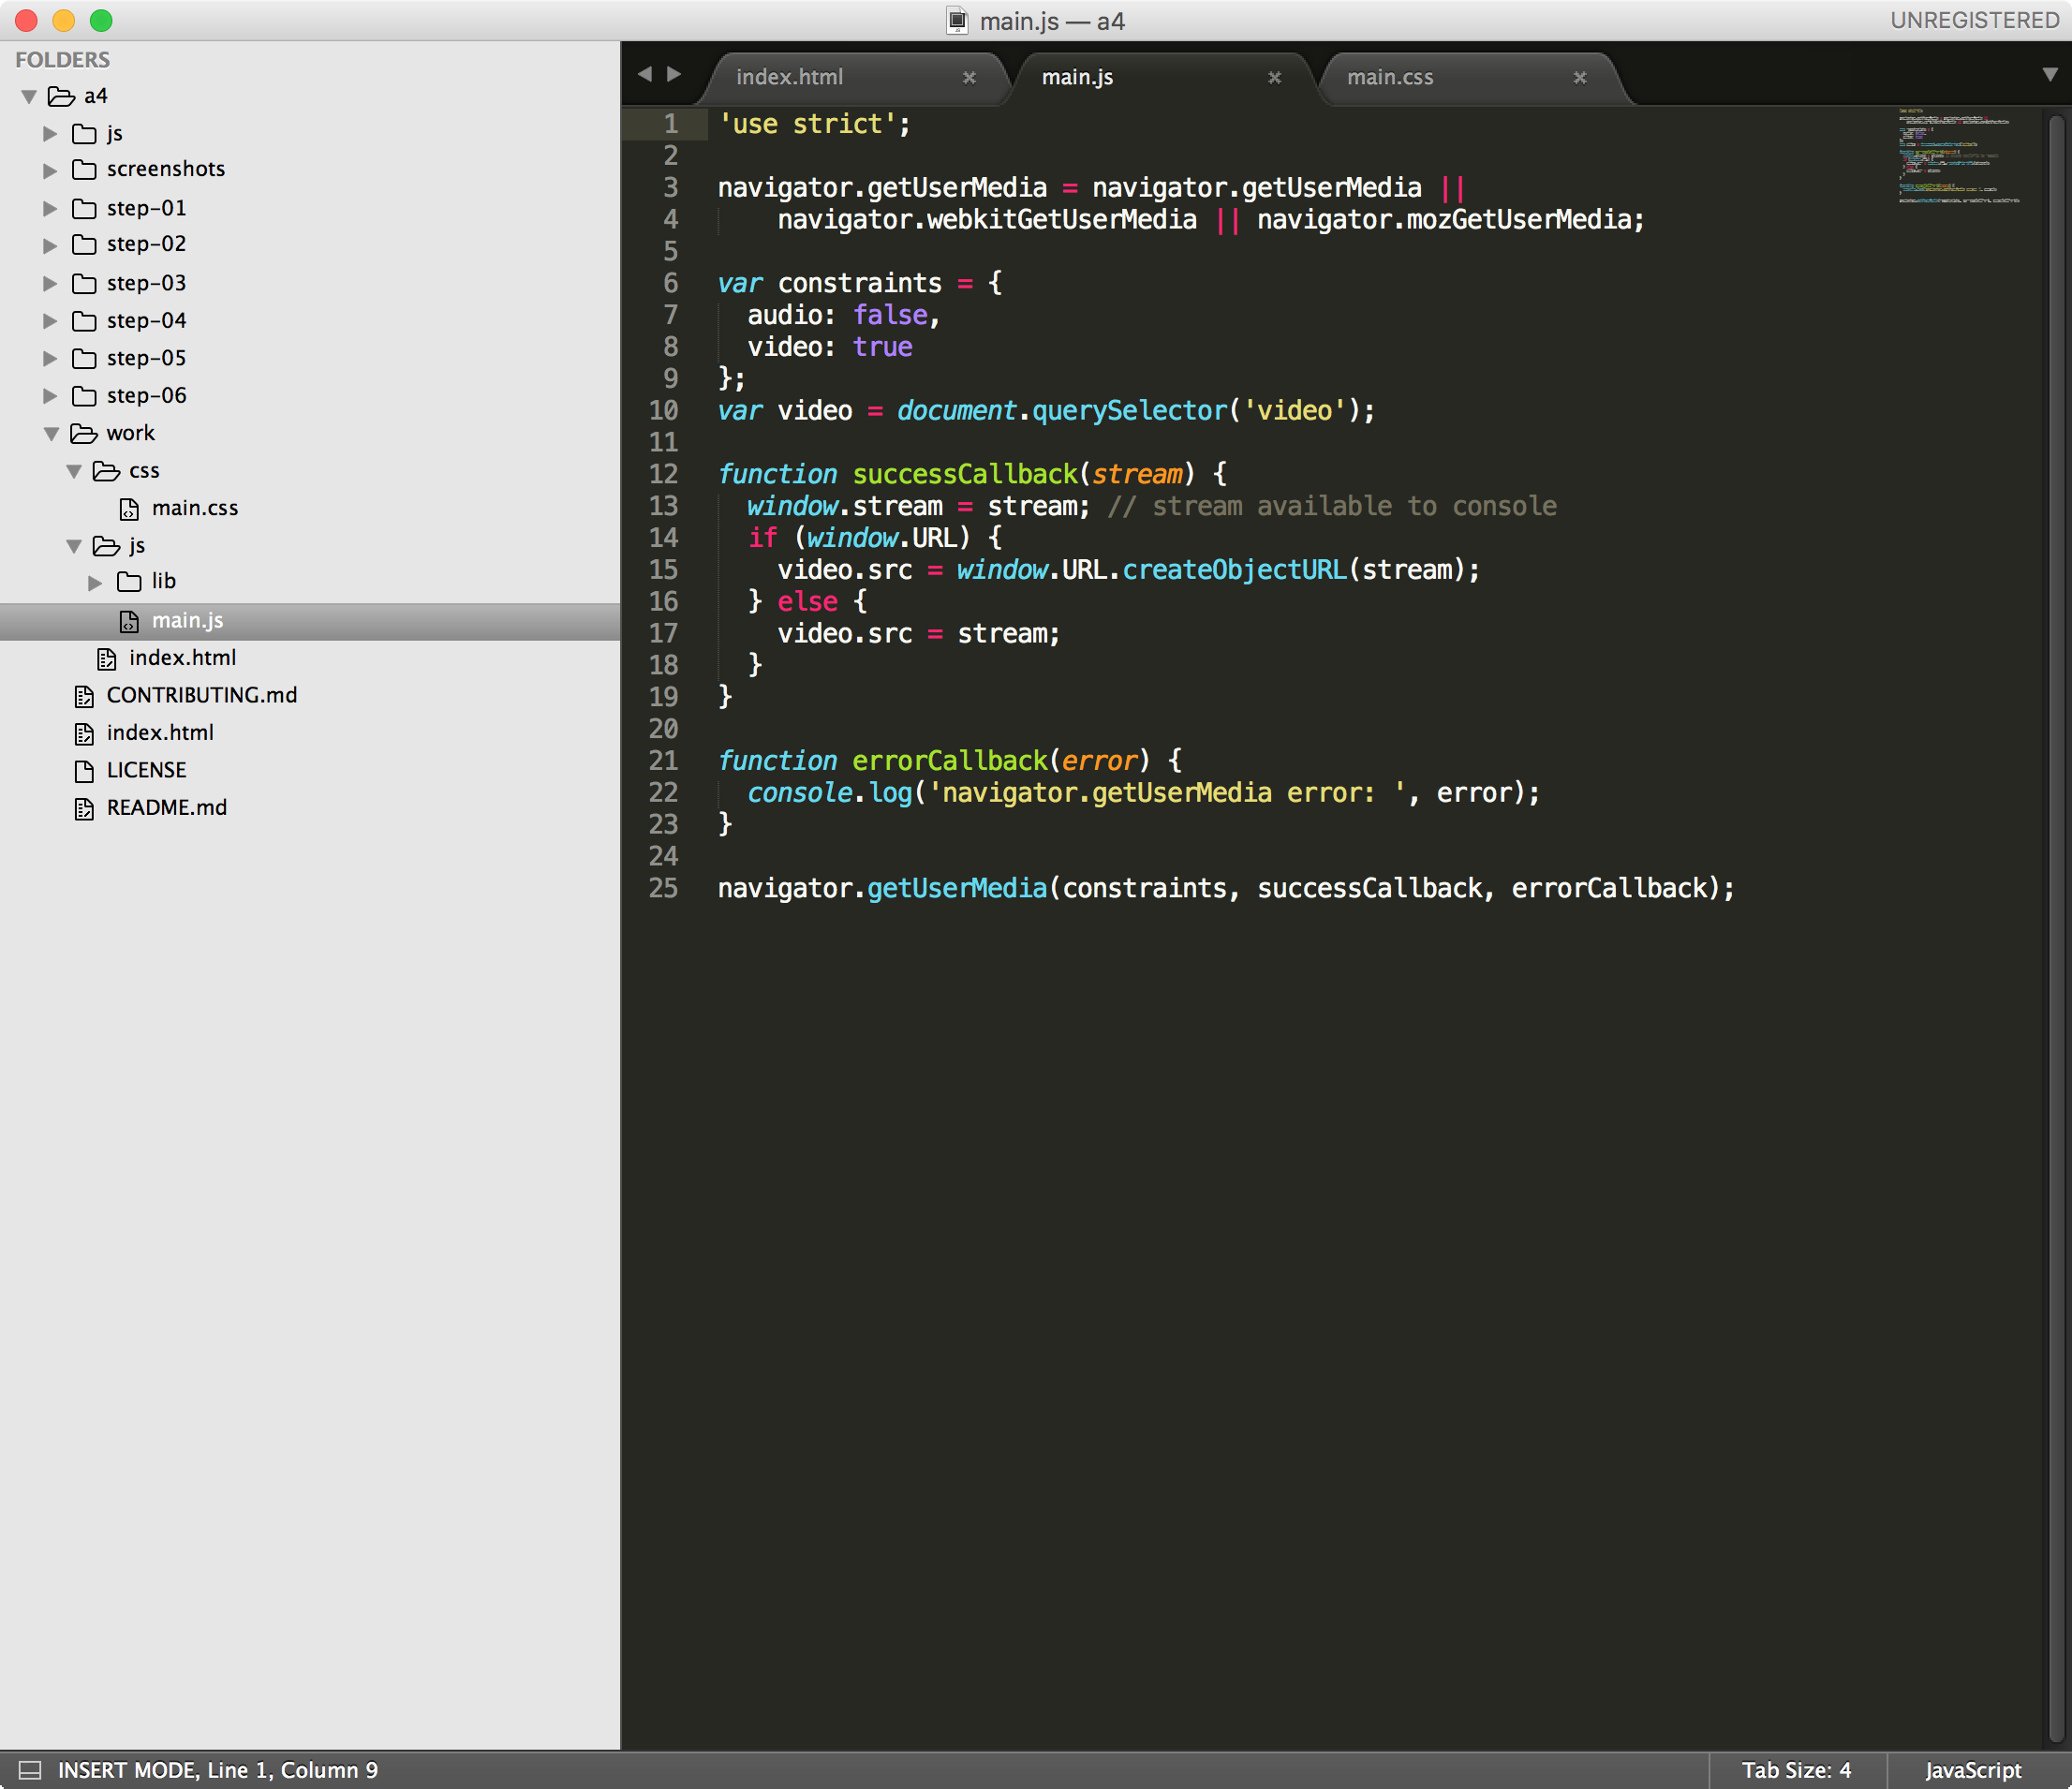 main.js — a4
UNREGISTERED
FOLDERS
a4
js
screenshots
step-01
step-02
step-03
step-04
step-05
step-06
work
css
main.css
js
lib
main.js
index.html
CONTRIBUTING.md
index.html
LICENSE
README.md
index.html
main.js
main.css
1 'use strict';
2
3 navigator.getUserMedia = navigator.getUserMedia ||
4     navigator.webkitGetUserMedia || navigator.mozGetUserMedia;
5
6 var constraints = {
7   audio: false,
8   video: true
9 };
10 var video = document.querySelector('video');
11
12 function successCallback(stream) {
13   window.stream = stream; // stream available to console
14   if (window.URL) {
15     video.src = window.URL.createObjectURL(stream);
16   } else {
17     video.src = stream;
18   }
19 }
20
21 function errorCallback(error) {
22   console.log('navigator.getUserMedia error: ', error);
23 }
24
25 navigator.getUserMedia(constraints, successCallback, errorCallback);
INSERT MODE, Line 1, Column 9
Tab Size: 4
JavaScript